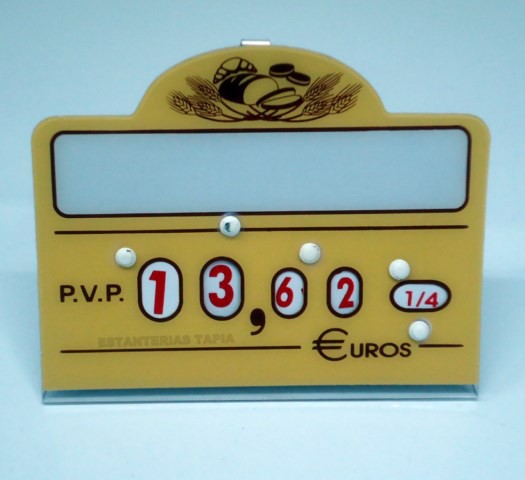 P.V.P. 13,62 1/4
ESTANTERIAS TAPIA
€UROS